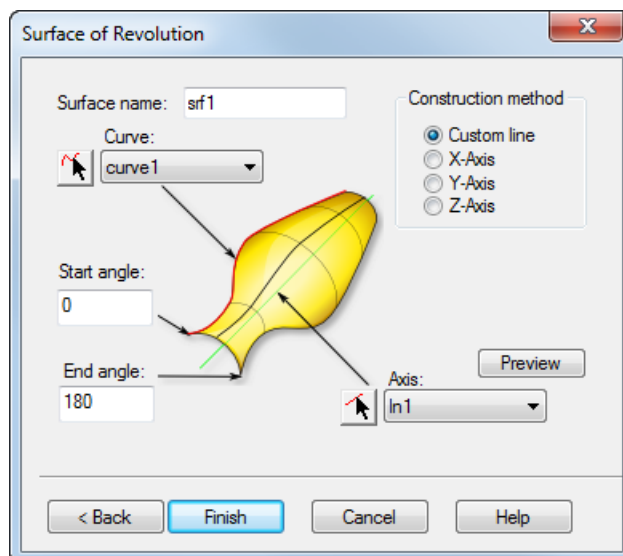 Surface of Revolution
Surface name: srf1
Construction method
Custom line
X-Axis
Y-Axis
Z-Axis
Curve:
curve1
Start angle:
0
End angle:
180
Preview
Axis:
ln1
< Back Finish Cancel Help